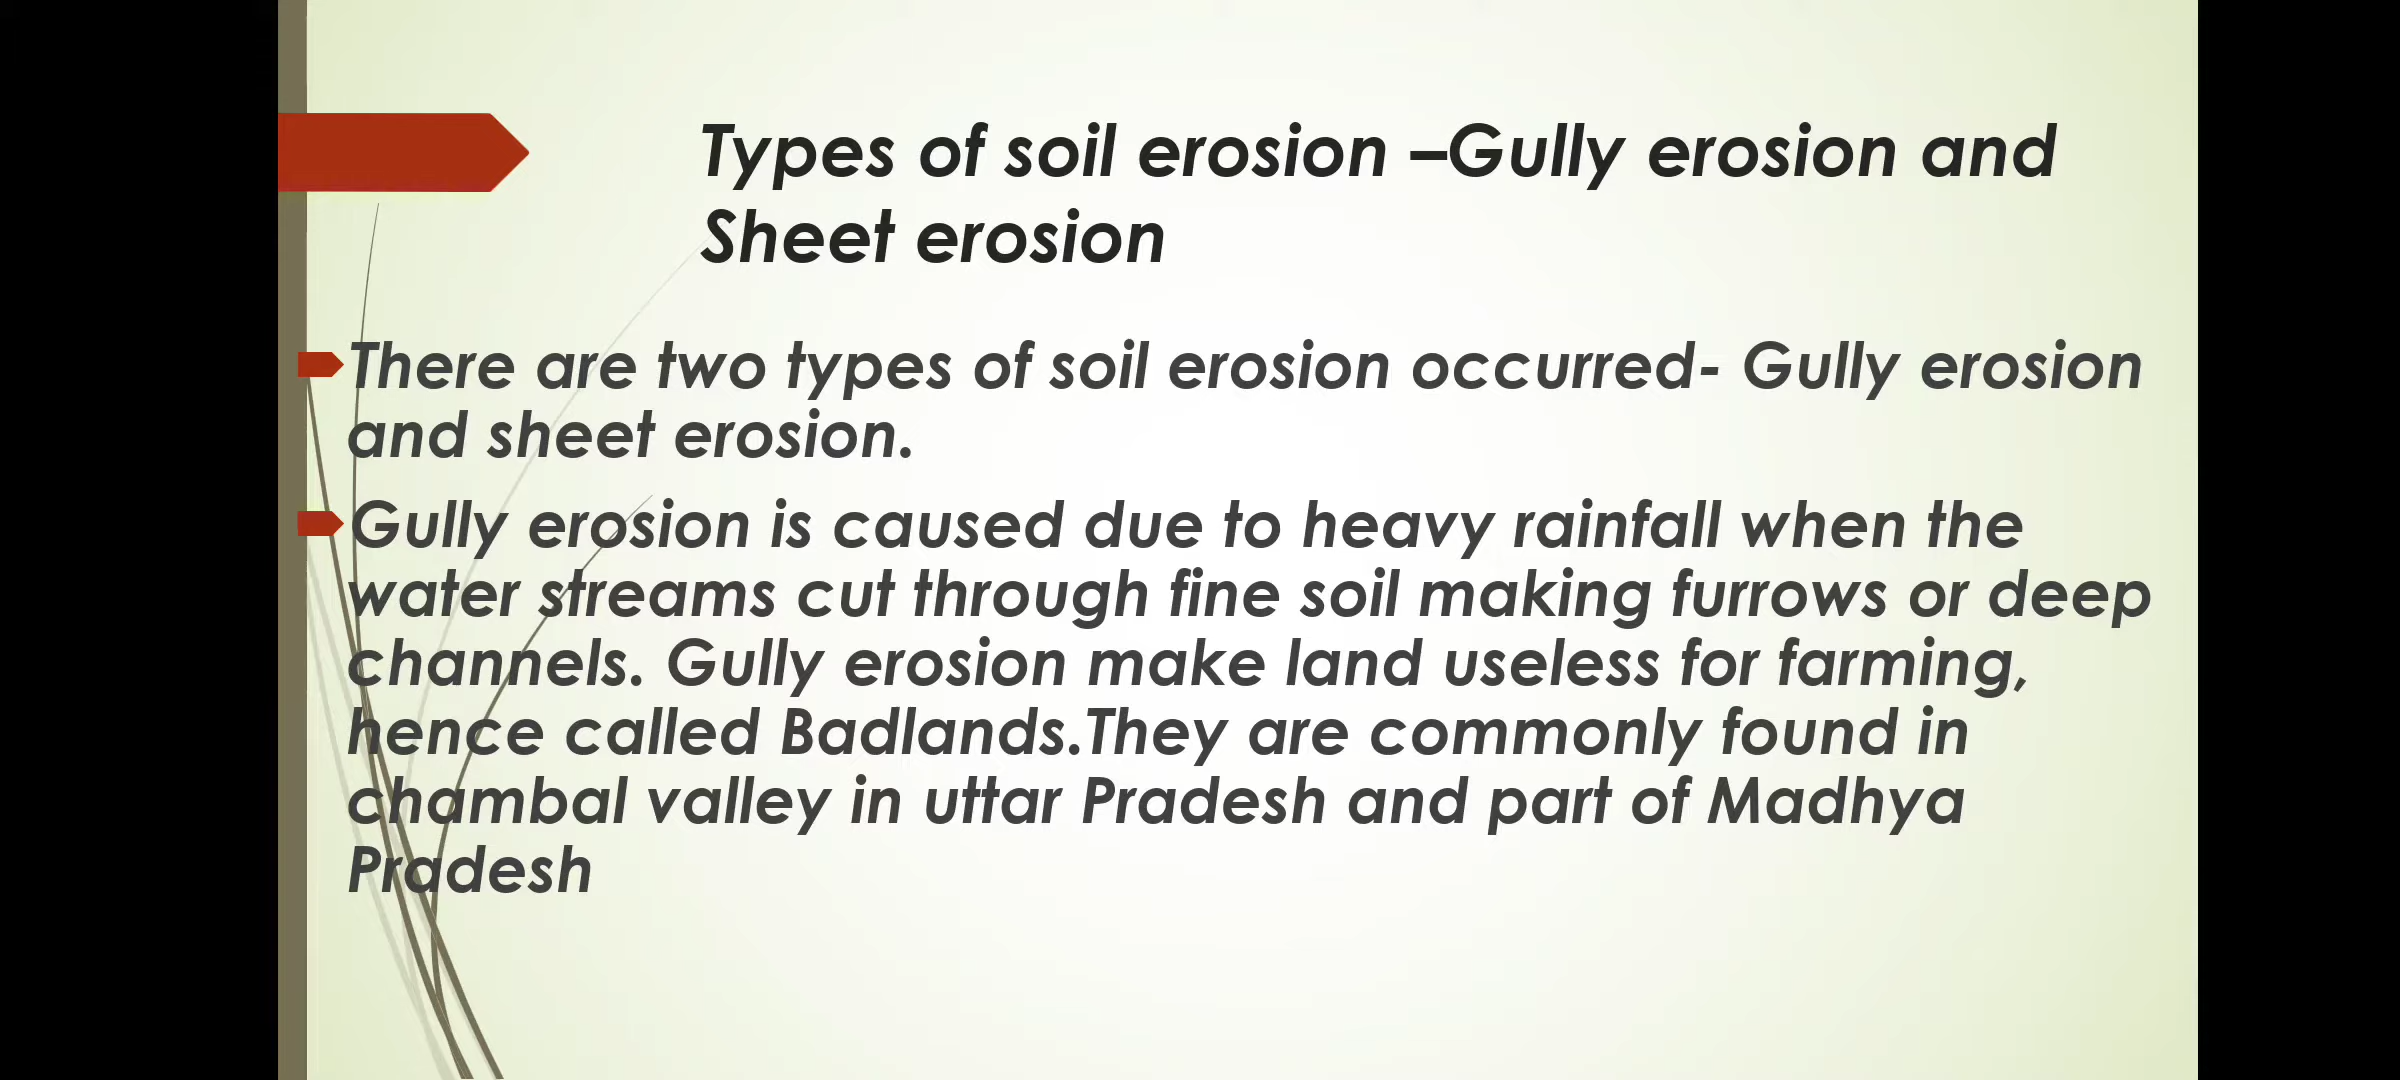 Types of soil erosion –Gully erosion and
Sheet erosion
There are two types of soil erosion occurred- Gully erosion
and sheet erosion.
Gully erosion is caused due to heavy rainfall when the
water streams cut through fine soil making furrows or deep
channels. Gully erosion make land useless for farming,
hence called Badlands.They are commonly found in
chambal valley in uttar Pradesh and part of Madhya
Pradesh